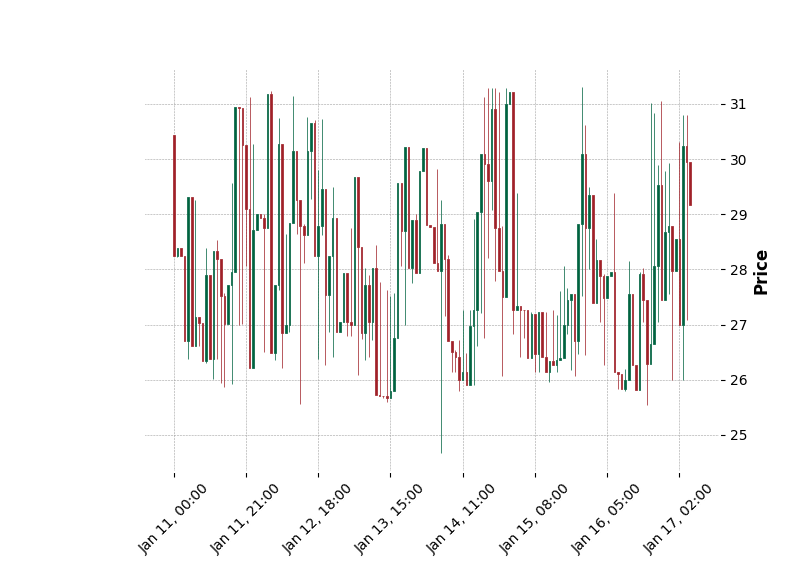 31
30
29
28
27
26
25
Price
Jan 11, 00:00
Jan 11, 21:00
Jan 12, 18:00
Jan 13, 15:00
Jan 14, 11:00
Jan 15, 08:00
Jan 16, 05:00
Jan 17, 02:00